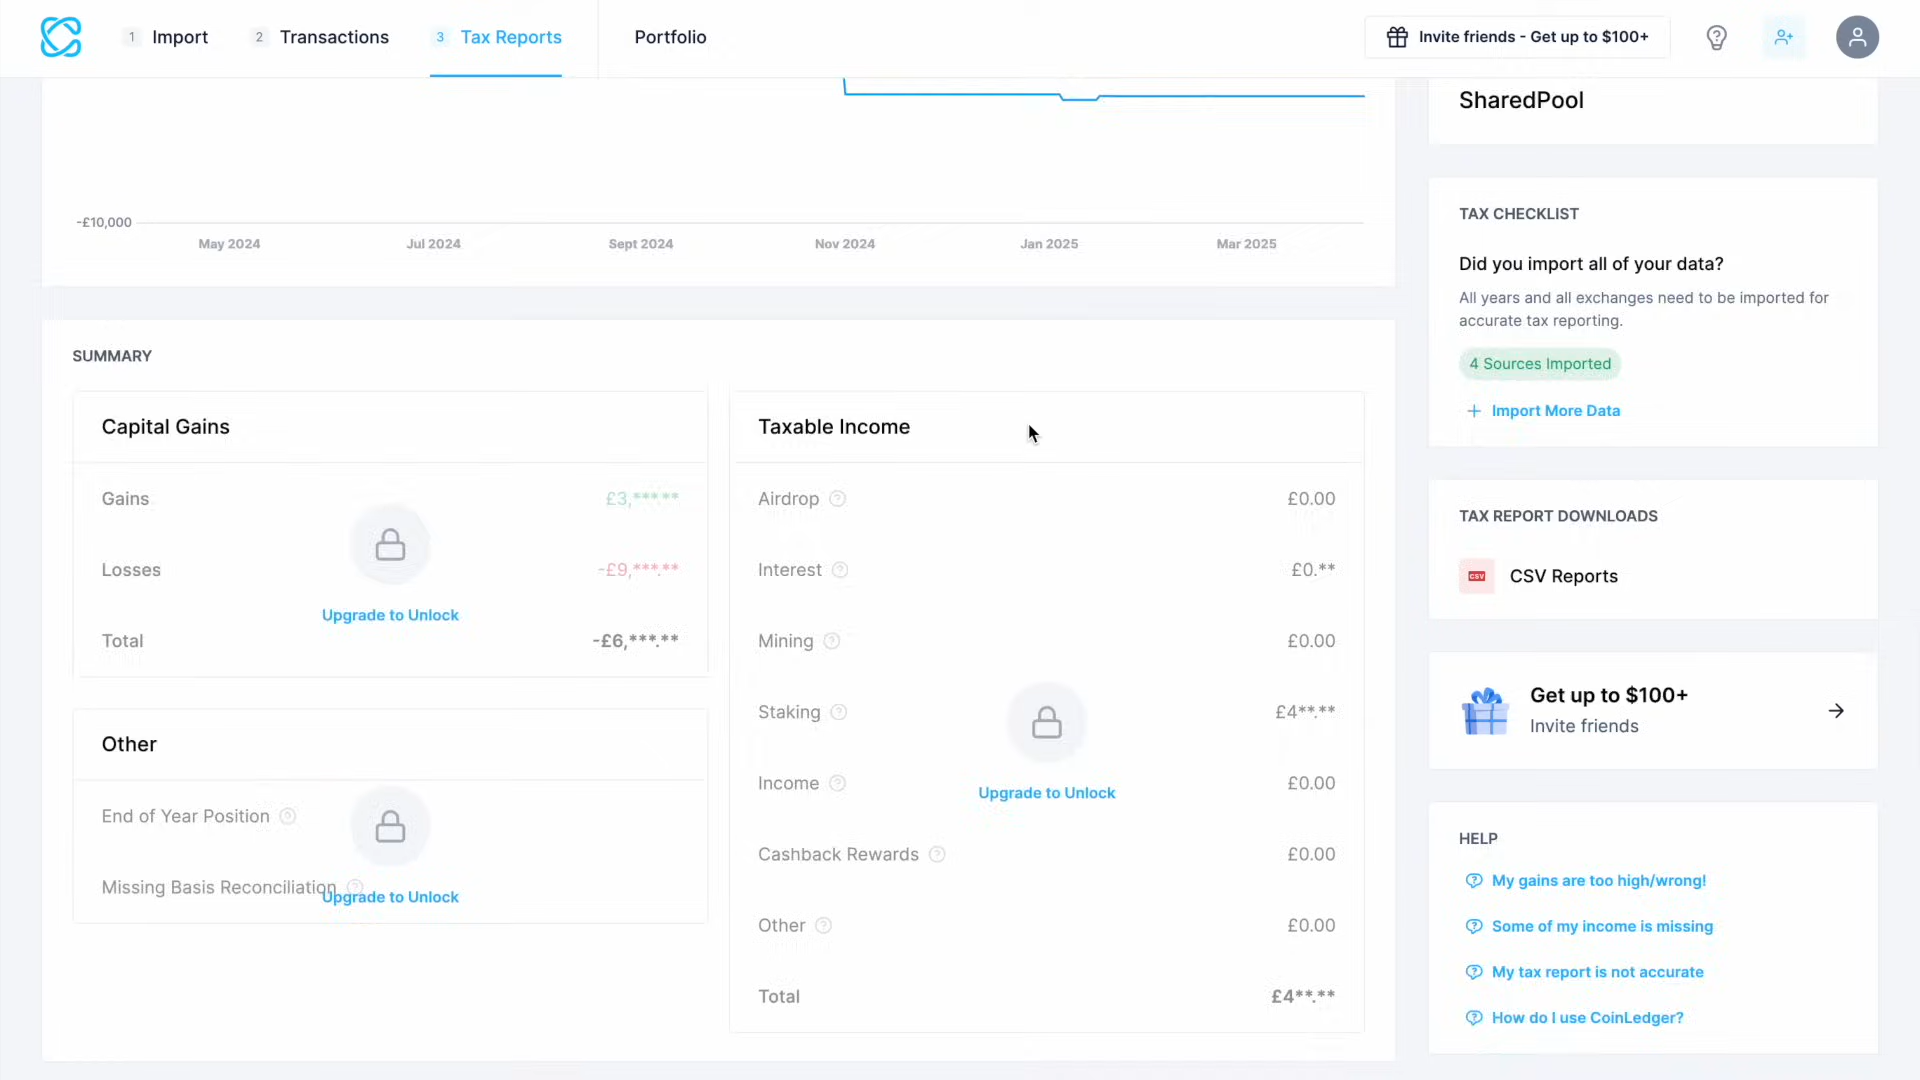 1 Import
2 Transactions
3 Tax Reports
Portfolio
Invite friends - Get up to $100+
-£10,000
May 2024
Jul 2024
Sept 2024
Nov 2024
Jan 2025
Mar 2025
SUMMARY
Capital Gains
Gains £3,***.**
Losses -£9,***.**
Upgrade to Unlock
Total -£6,***.**
Other
End of Year Position
Missing Basis Reconciliation
Upgrade to Unlock
Taxable Income
Airdrop £0.00
Interest £0.**
Mining £0.00
Staking £4**.**
Income £0.00
Upgrade to Unlock
Cashback Rewards £0.00
Other £0.00
Total £4**.**
SharedPool
TAX CHECKLIST
Did you import all of your data?
All years and all exchanges need to be imported for
accurate tax reporting.
4 Sources Imported
+ Import More Data
TAX REPORT DOWNLOADS
CSV CSV Reports
Get up to $100+
Invite friends
HELP
My gains are too high/wrong!
Some of my income is missing
My tax report is not accurate
How do I use CoinLedger?